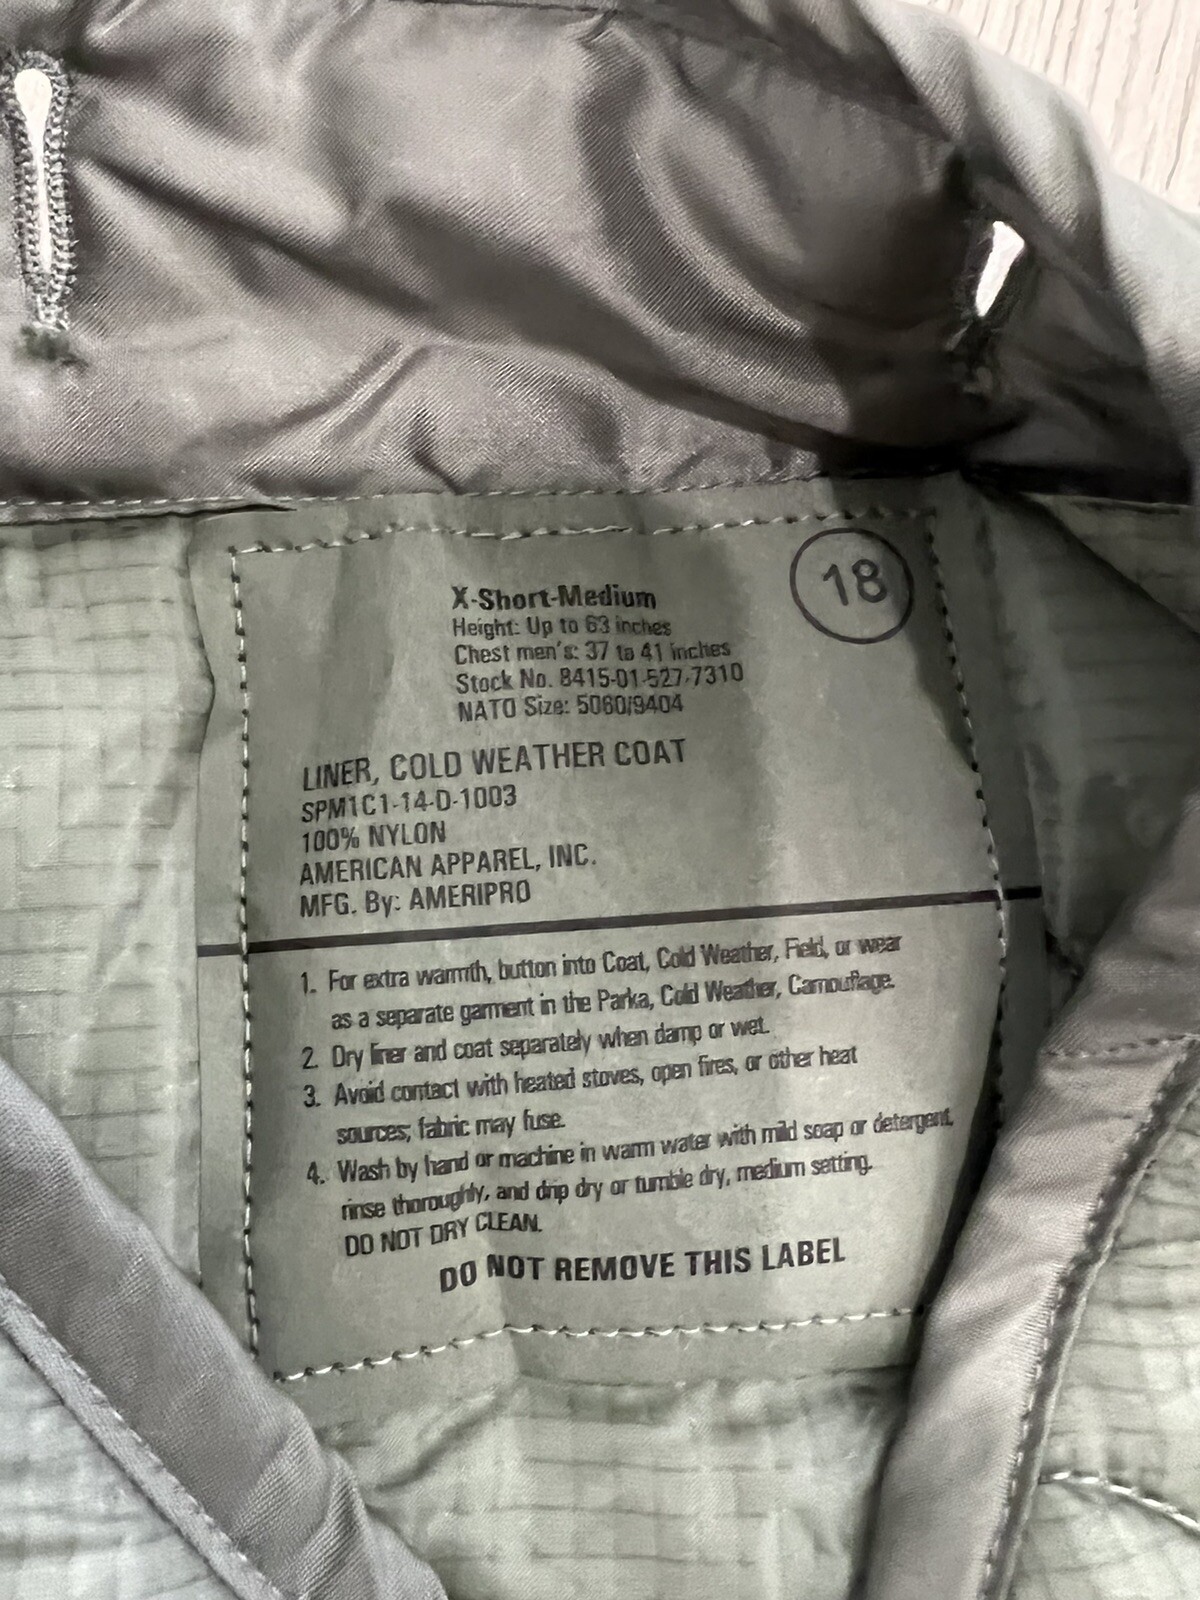 18
X-Short-Medium
Height: Up to 63 inches
Chest men's: 37 to 41 inches
Stock No. 8415-01-527-7310
NATO Size: 5060/9404
LINER, COLD WEATHER COAT
SPM1C1-14-D-1003
100% NYLON
AMERICAN APPAREL, INC.
MFG. By: AMERIPRO
1. For extra warmth, button into Coat, Cold Weather, Field, or wear
as a separate garment in the Parka, Cold Weather, Camouflage.
2. Dry liner and coat separately when damp or wet.
3. Avoid contact with heated stoves, open fires, or other heat
sources; fabric may fuse.
4. Wash by hand or machine in warm water with mild soap or detergent,
rinse thoroughly, and drip dry or tumble dry, medium setting.
DO NOT DRY CLEAN.
DO NOT REMOVE THIS LABEL